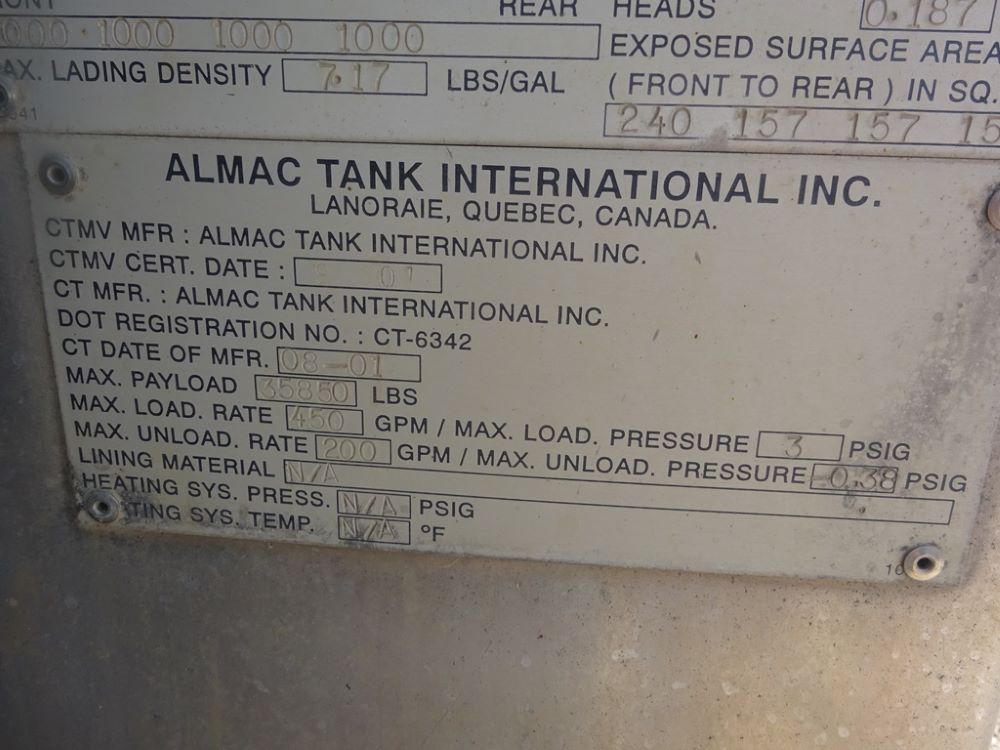 REAR HEADS 0.187
1000 1000 1000
EXPOSED SURFACE AREA
LADING DENSITY 7.17 LBS/GAL
( FRONT TO REAR ) IN SQ.
240 157 157
ALMAC TANK INTERNATIONAL INC.
LANORAIE, QUEBEC, CANADA.
CTMV MFR : ALMAC TANK INTERNATIONAL INC.
CTMV CERT. DATE : 01
CT MFR. : ALMAC TANK INTERNATIONAL INC.
DOT REGISTRATION NO. : CT-6342
CT DATE OF MFR. 08-01
MAX. PAYLOAD 35850 LBS
MAX. LOAD. RATE 450 GPM / MAX. LOAD. PRESSURE 3 PSIG
MAX. UNLOAD. RATE 200 GPM / MAX. UNLOAD. PRESSURE 0.38 PSIG
LINING MATERIAL N/A
HEATING SYS. PRESS. N/A PSIG
SYS. TEMP. N/A °F